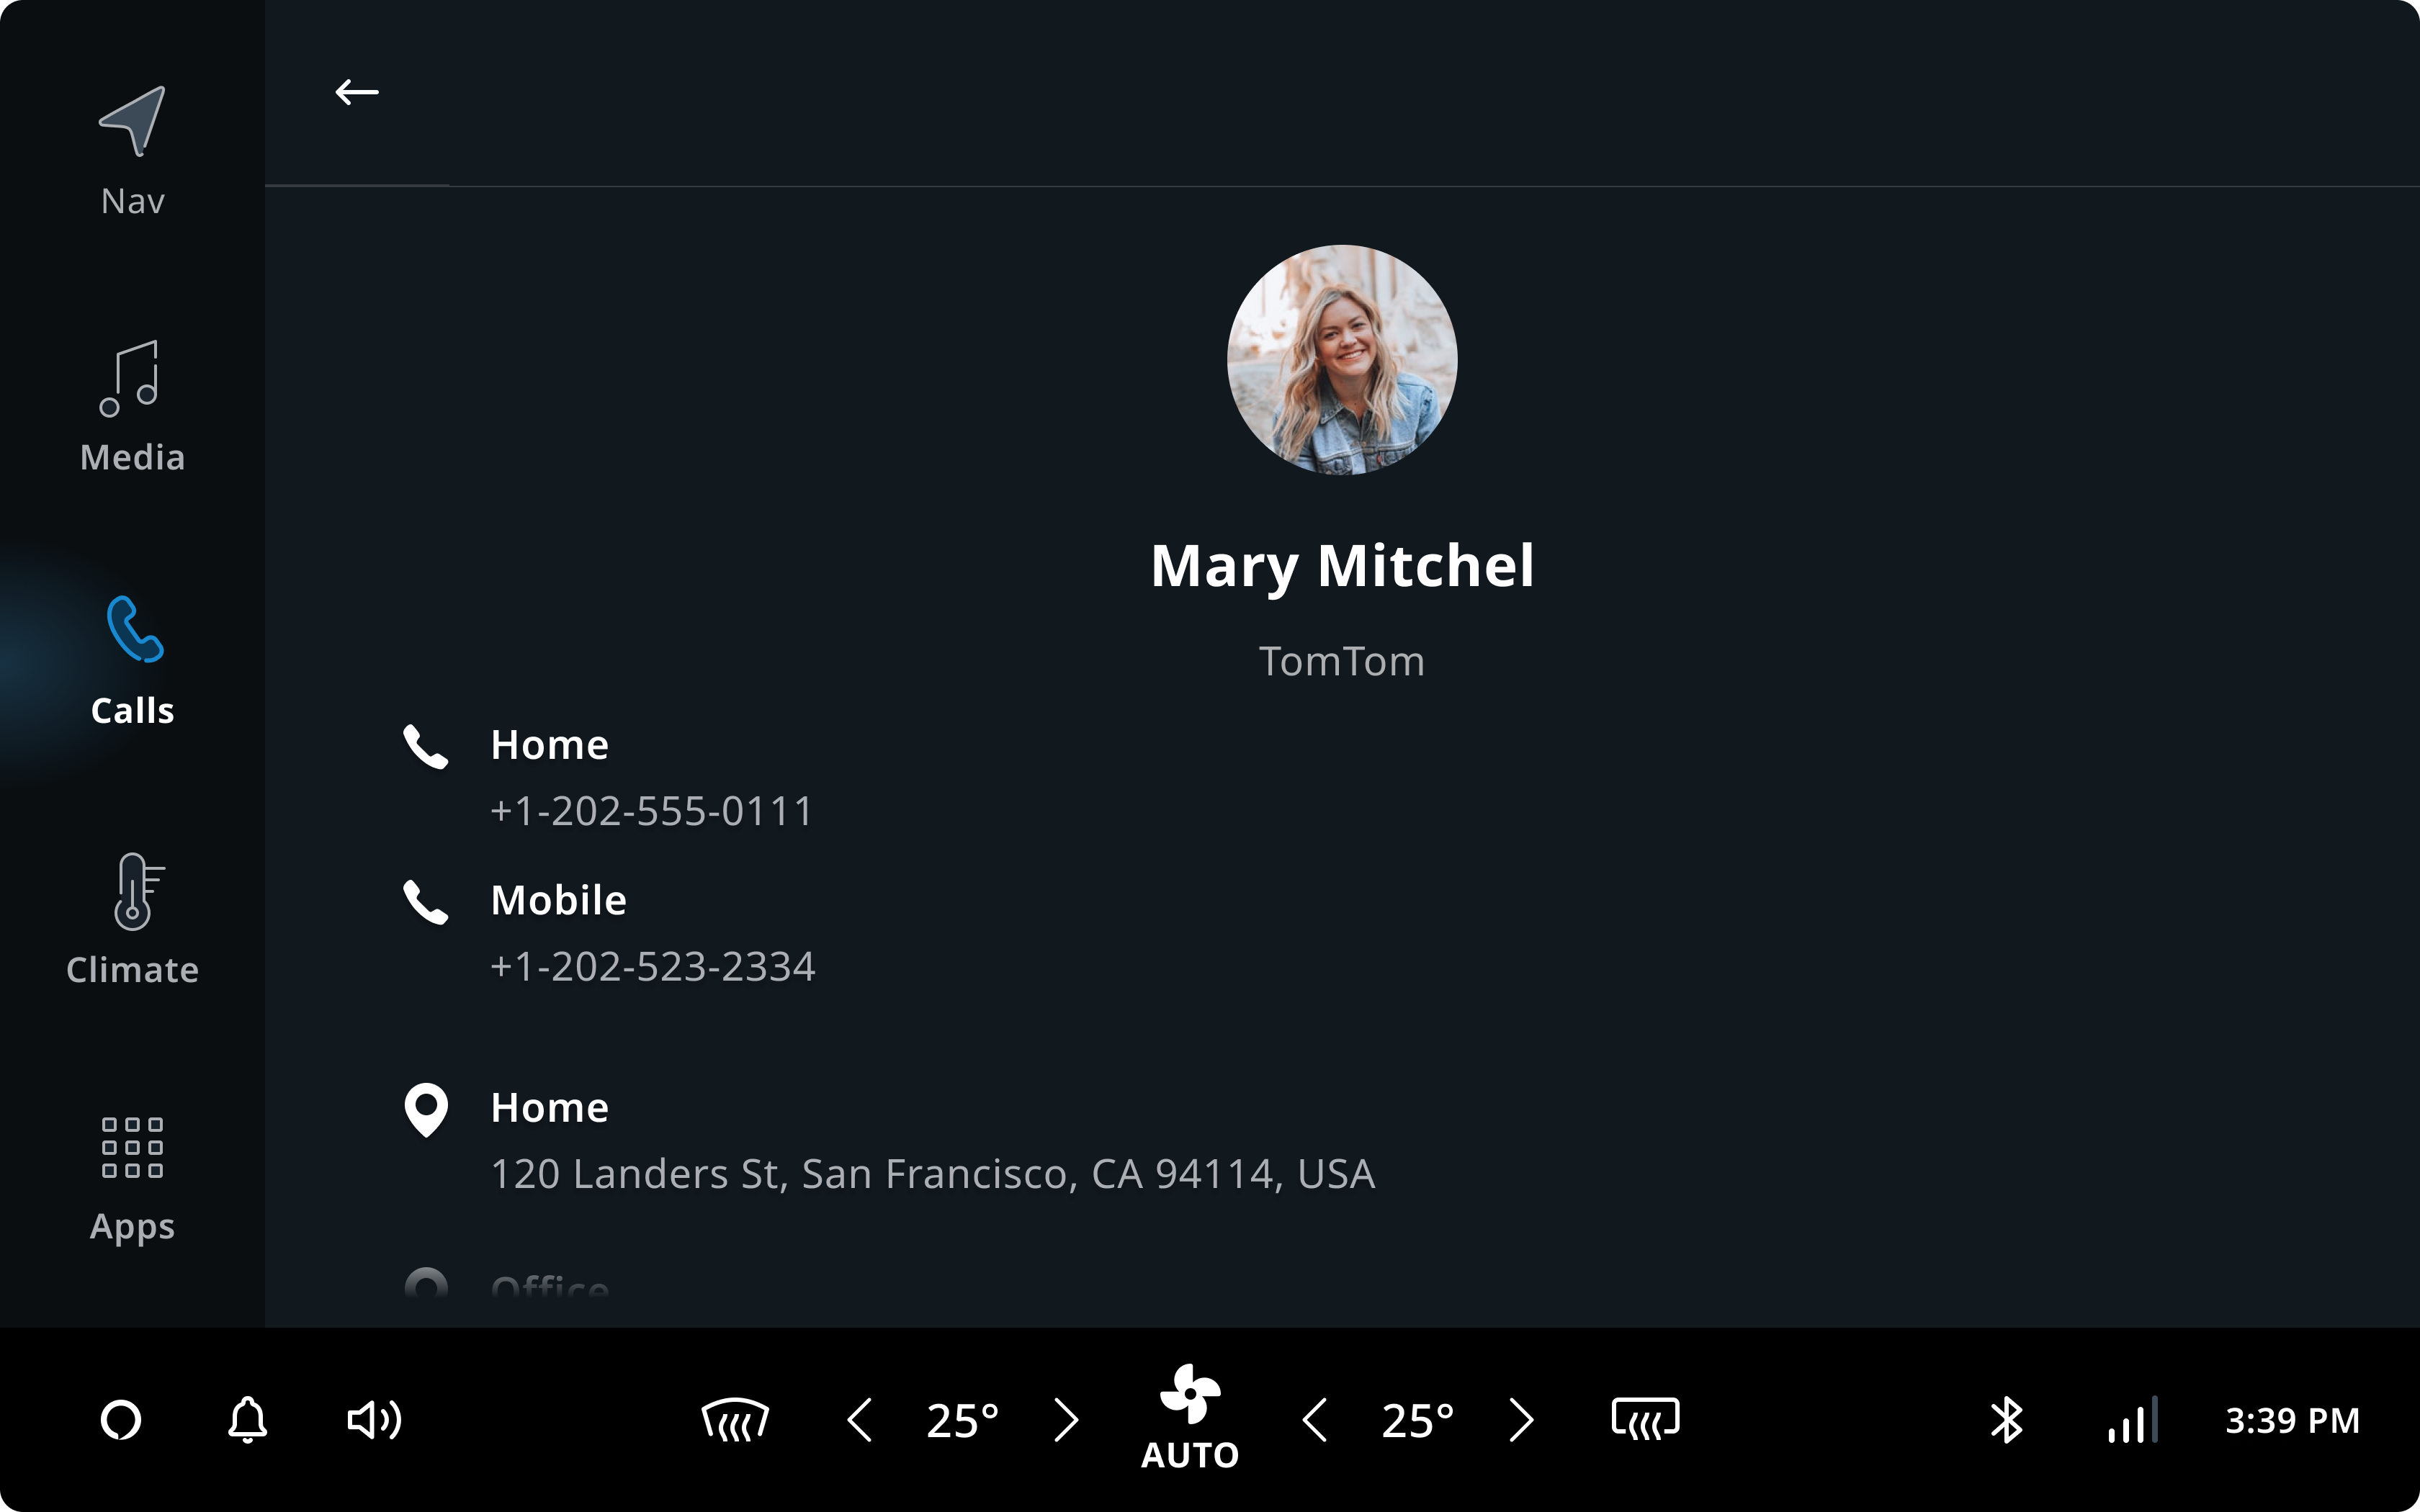 Nav
Media
Calls
Climate
Apps
Mary Mitchel
TomTom
Home
+1-202-555-0111
Mobile
+1-202-523-2334
Home
120 Landers St, San Francisco, CA 94114, USA
Office
25°
AUTO
25°
3:39 PM